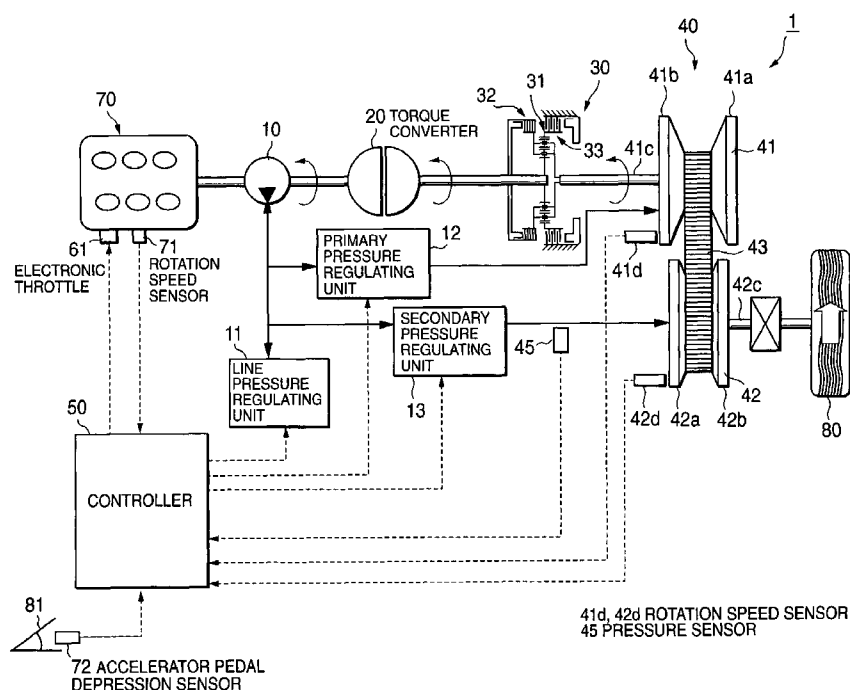 1
40
41b
41a
70
10
20 TORQUE
CONVERTER
32
31
30
33
41c
41
61
71
ELECTRONIC
THROTTLE
ROTATION
SPEED
SENSOR
12
PRIMARY
PRESSURE
REGULATING
UNIT
41d
43
42c
11
LINE
PRESSURE
REGULATING
UNIT
SECONDARY
PRESSURE
REGULATING
UNIT
13
45
42d
42a
42b
42
80
50
CONTROLLER
81
72 ACCELERATOR PEDAL
DEPRESSION SENSOR
41d, 42d ROTATION SPEED SENSOR
45 PRESSURE SENSOR